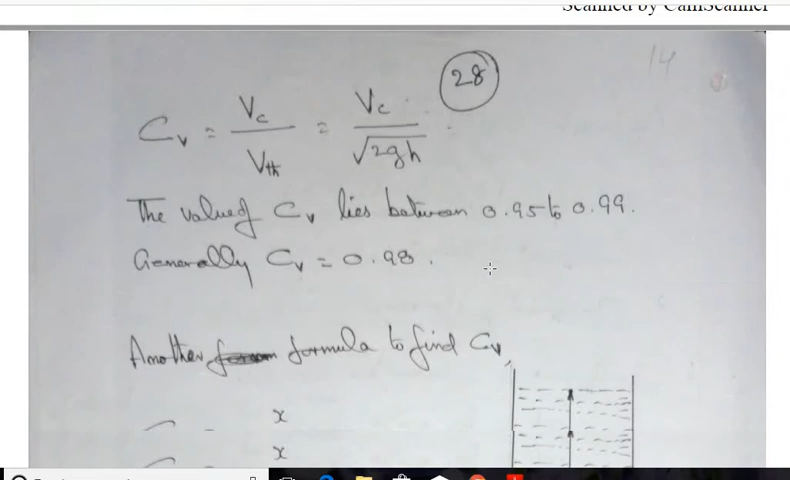 Scanned by CamScanner
14
28
Cv = Vc / Vth = Vc / √2gh
The value of Cv lies between 0.95 to 0.99.
Generally Cv = 0.98.
Another formula to find Cv,
x
x